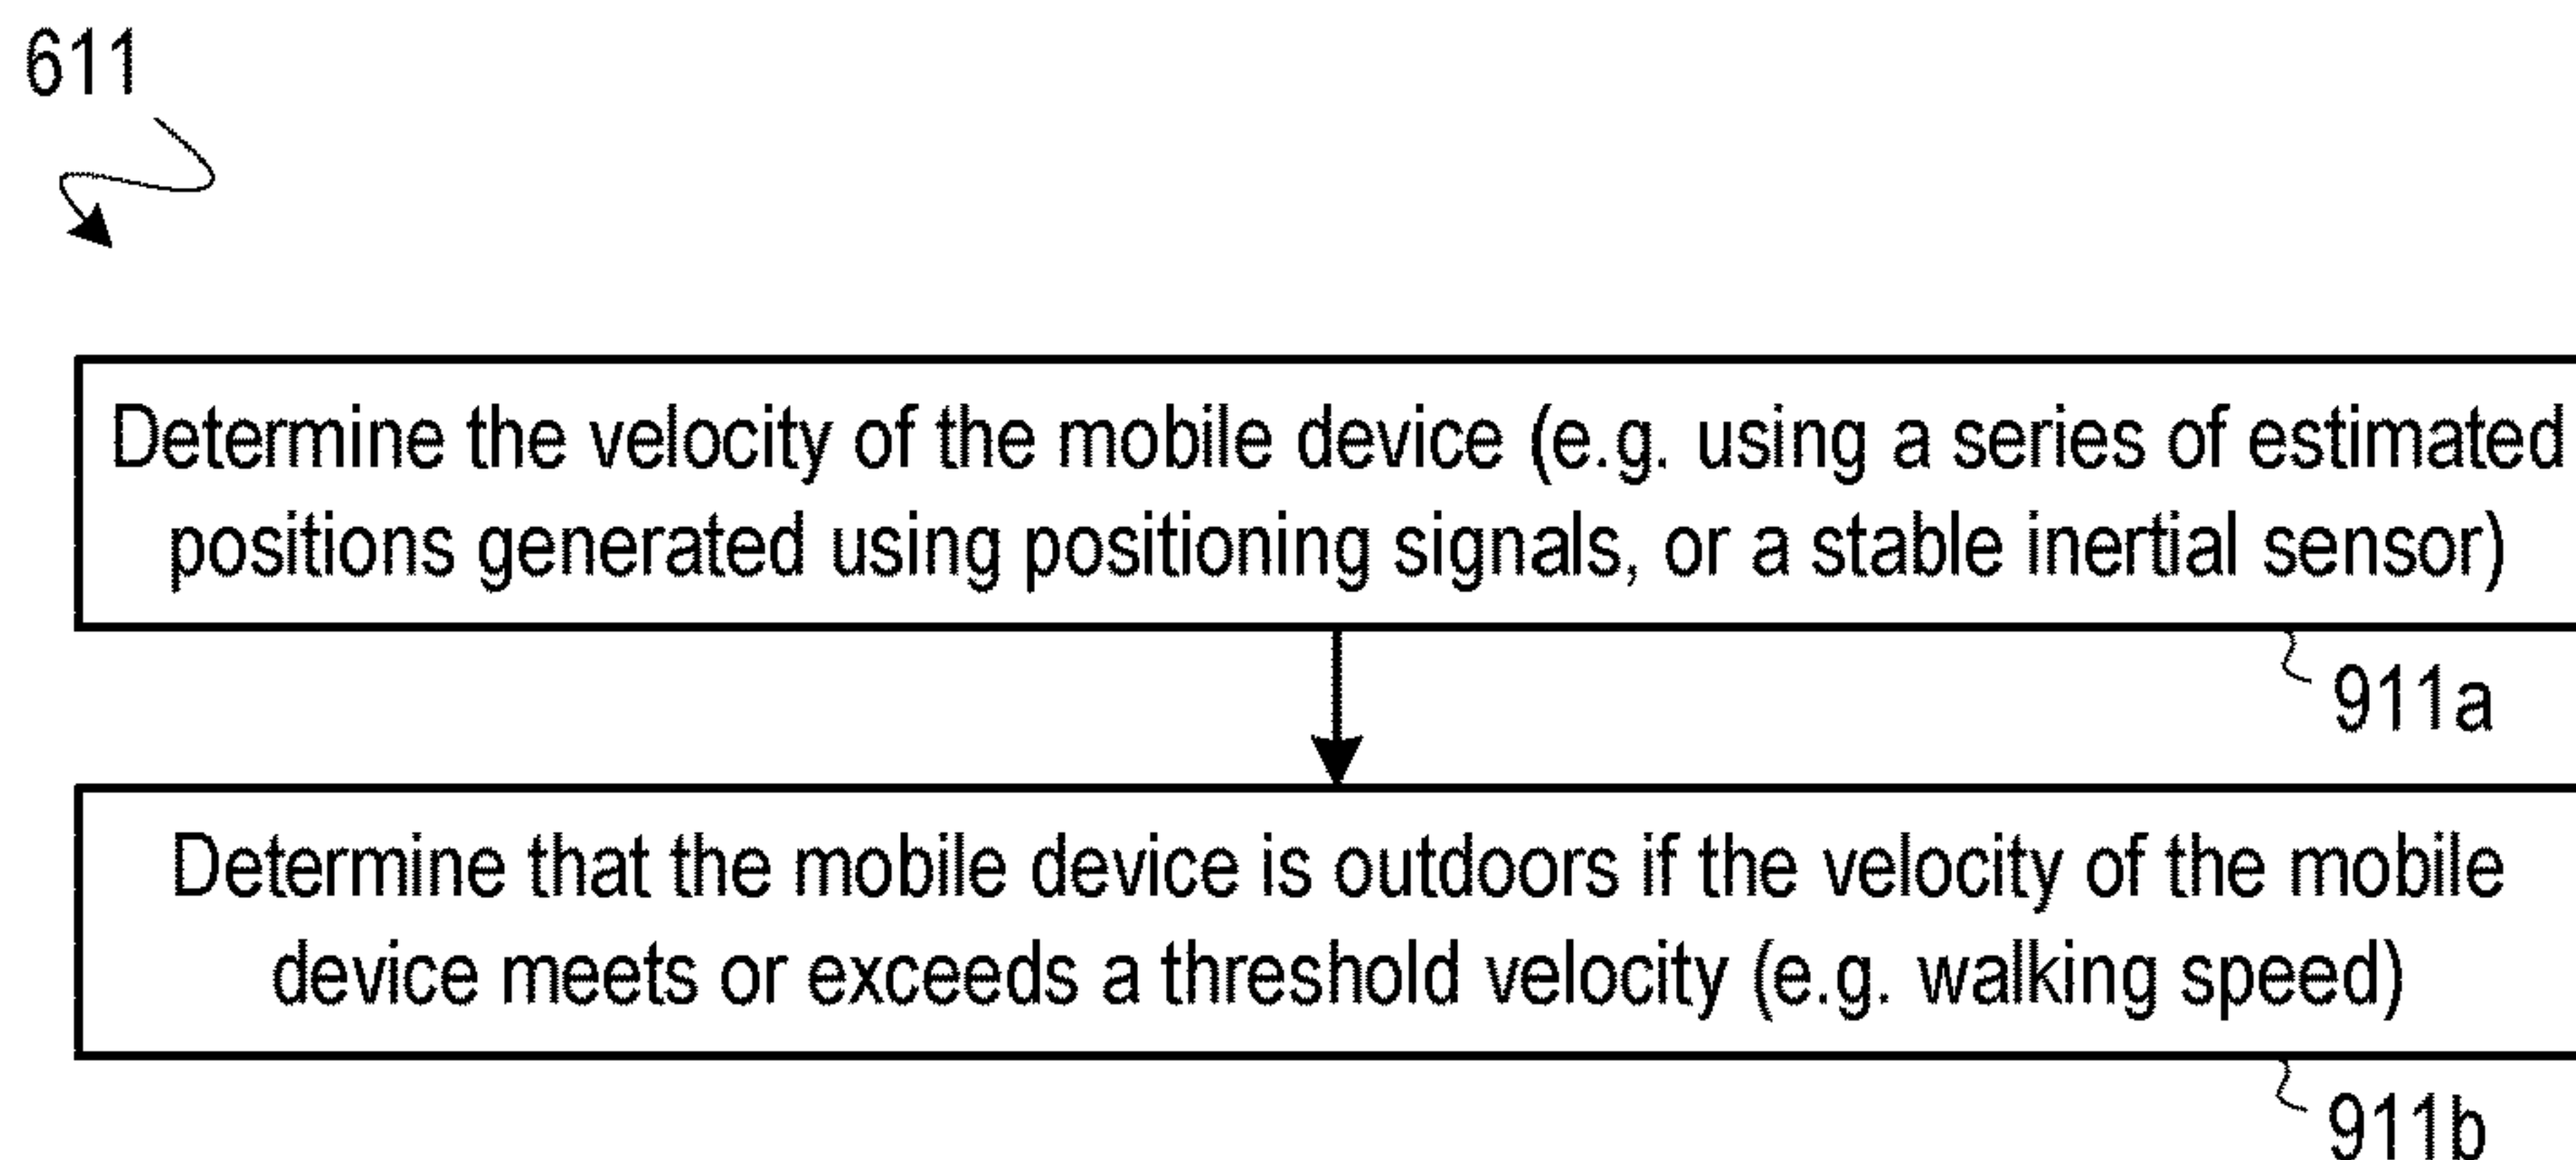 611
Determine the velocity of the mobile device (e.g. using a series of estimated
positions generated using positioning signals, or a stable inertial sensor)
911a
Determine that the mobile device is outdoors if the velocity of the mobile
device meets or exceeds a threshold velocity (e.g. walking speed)
911b